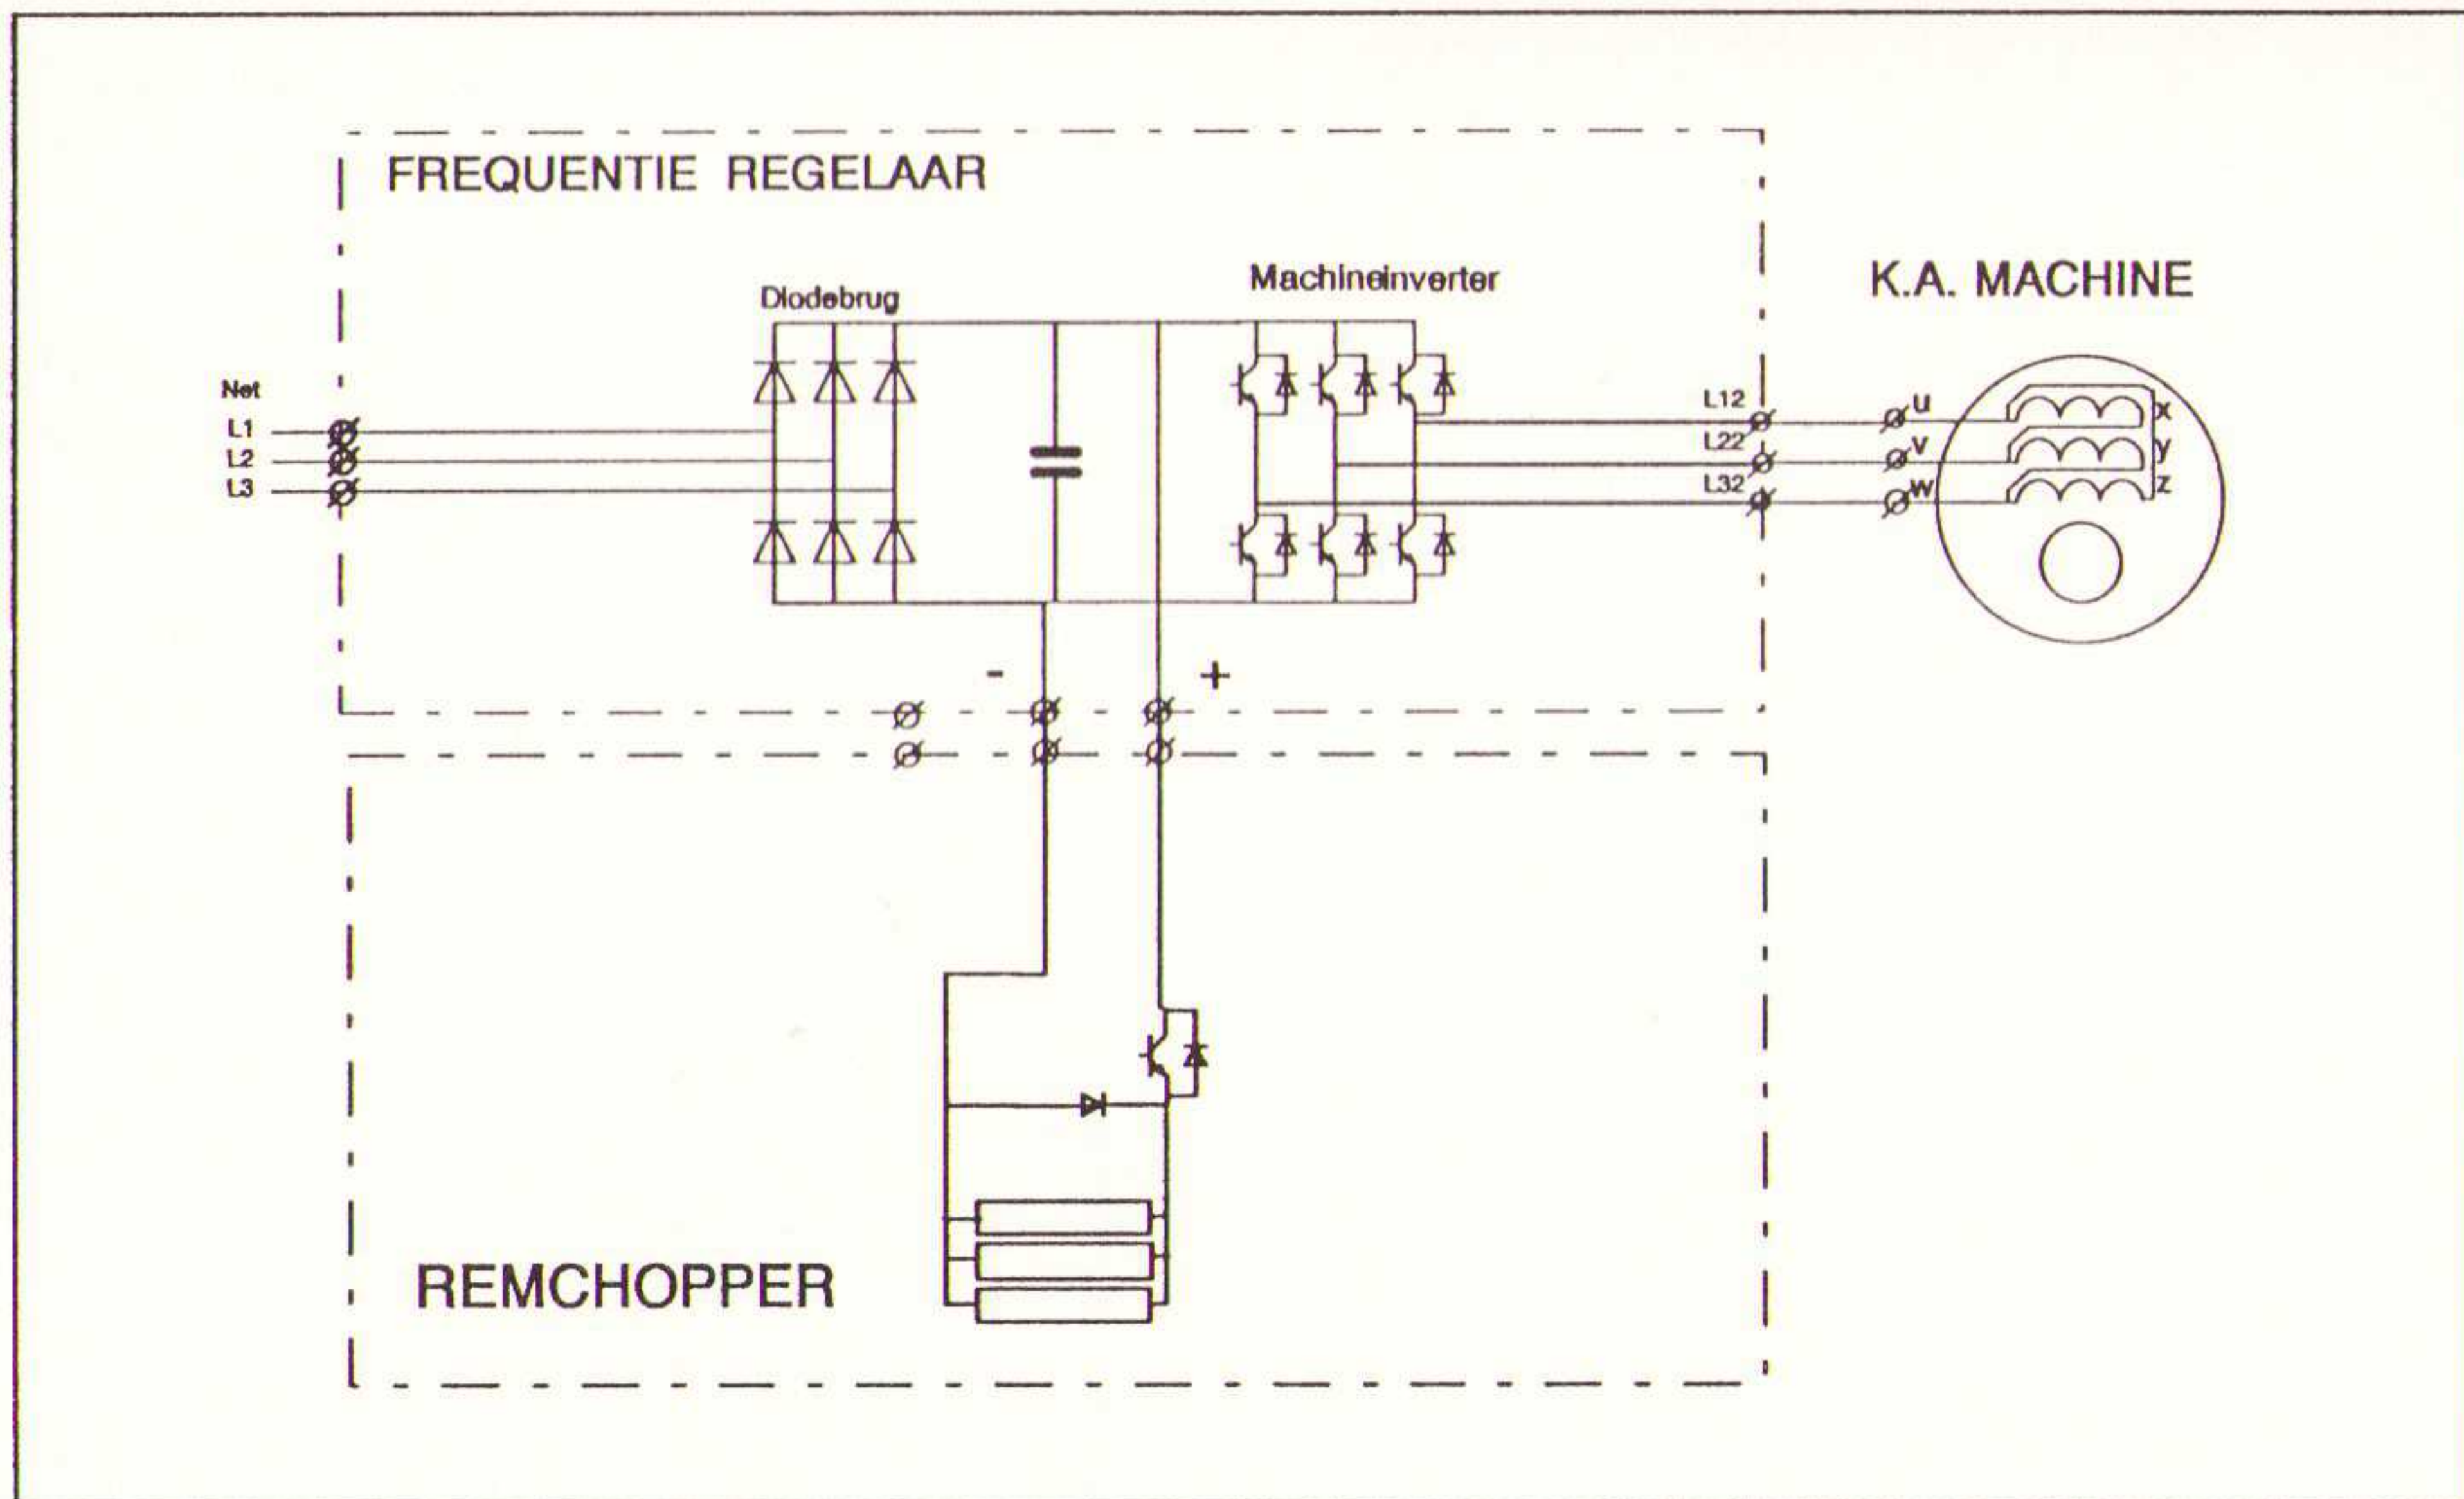 FREQUENTIE REGELAAR
Diodebrug
Machineinverter
K.A. MACHINE
Net
L1
L2
L3
L12
L22
L32
u
v
w
x
y
z
-
+
REMCHOPPER